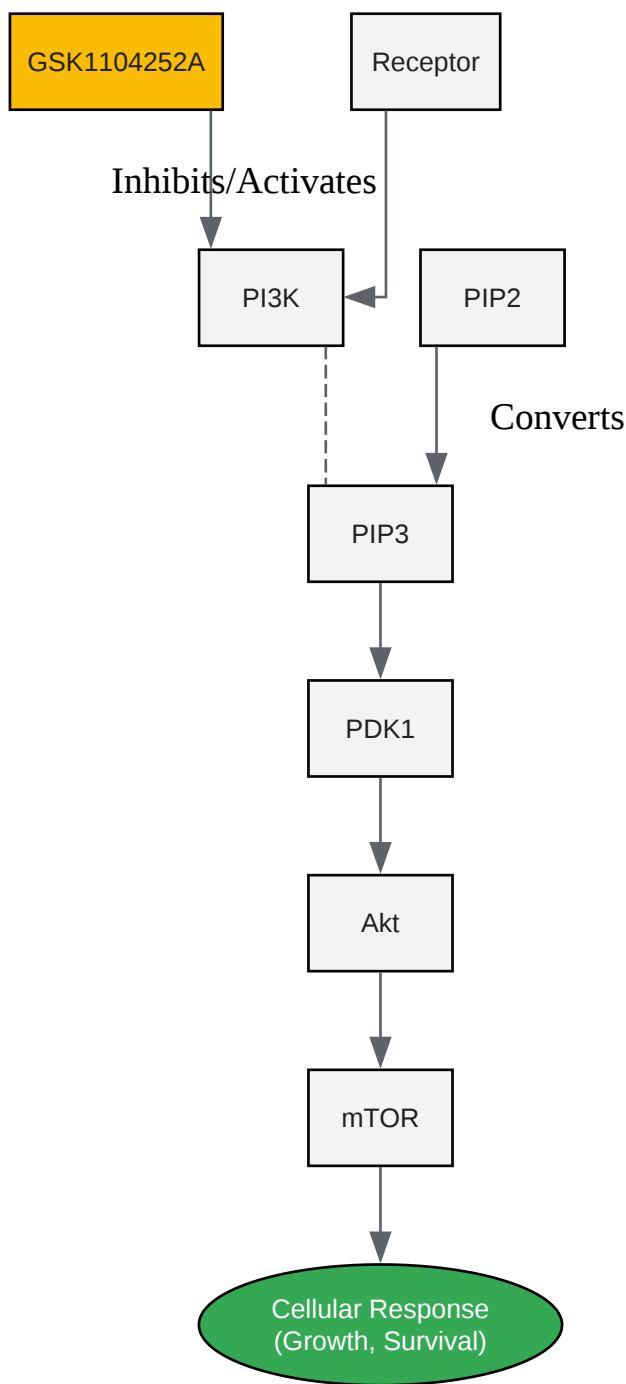 GSK1104252A
Receptor
Inhibits/Activates
PI3K
PIP2
Converts
PIP3
PDK1
Akt
mTOR
Cellular Response
(Growth, Survival)